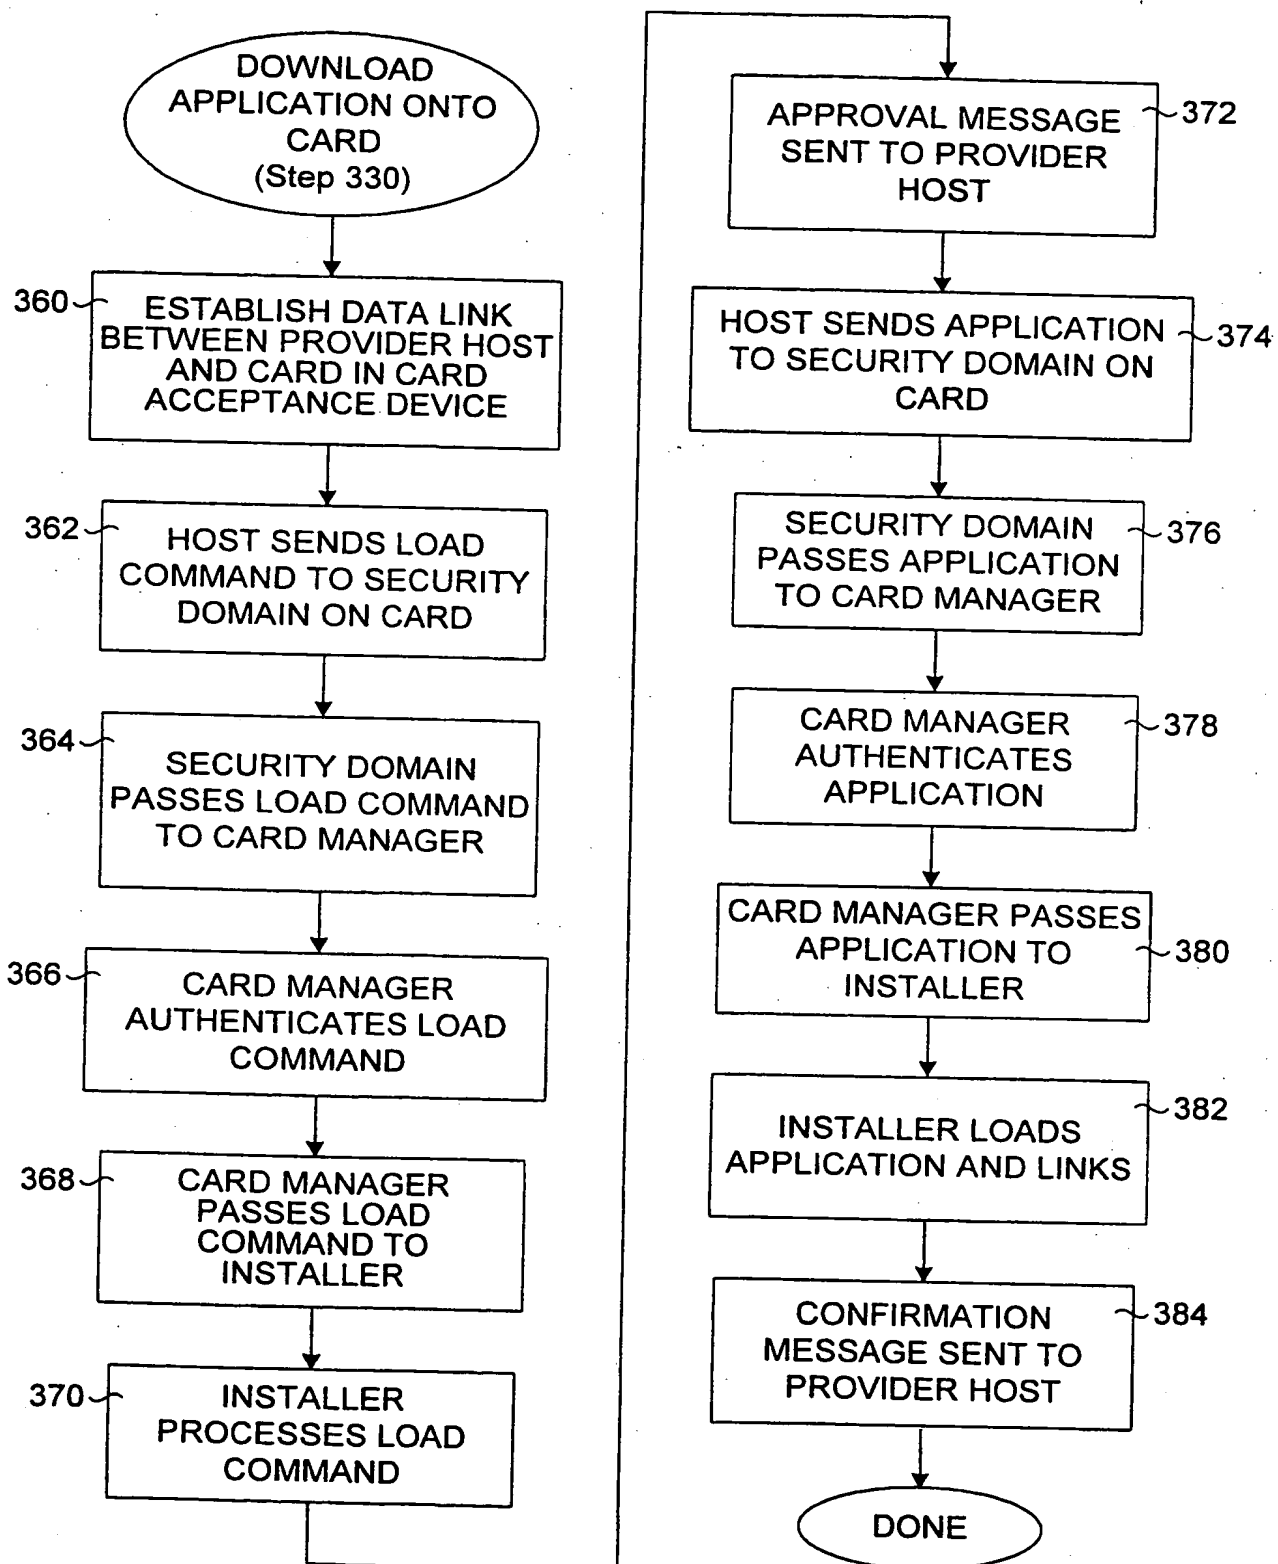 DOWNLOAD
APPLICATION ONTO
CARD
(Step 330)
360
ESTABLISH DATA LINK
BETWEEN PROVIDER HOST
AND CARD IN CARD
ACCEPTANCE DEVICE
362
HOST SENDS LOAD
COMMAND TO SECURITY
DOMAIN ON CARD
364
SECURITY DOMAIN
PASSES LOAD COMMAND
TO CARD MANAGER
366
CARD MANAGER
AUTHENTICATES LOAD
COMMAND
368
CARD MANAGER
PASSES LOAD
COMMAND TO
INSTALLER
370
INSTALLER
PROCESSES LOAD
COMMAND
372
APPROVAL MESSAGE
SENT TO PROVIDER
HOST
374
HOST SENDS APPLICATION
TO SECURITY DOMAIN ON
CARD
376
SECURITY DOMAIN
PASSES APPLICATION
TO CARD MANAGER
378
CARD MANAGER
AUTHENTICATES
APPLICATION
380
CARD MANAGER PASSES
APPLICATION TO
INSTALLER
382
INSTALLER LOADS
APPLICATION AND LINKS
384
CONFIRMATION
MESSAGE SENT TO
PROVIDER HOST
DONE